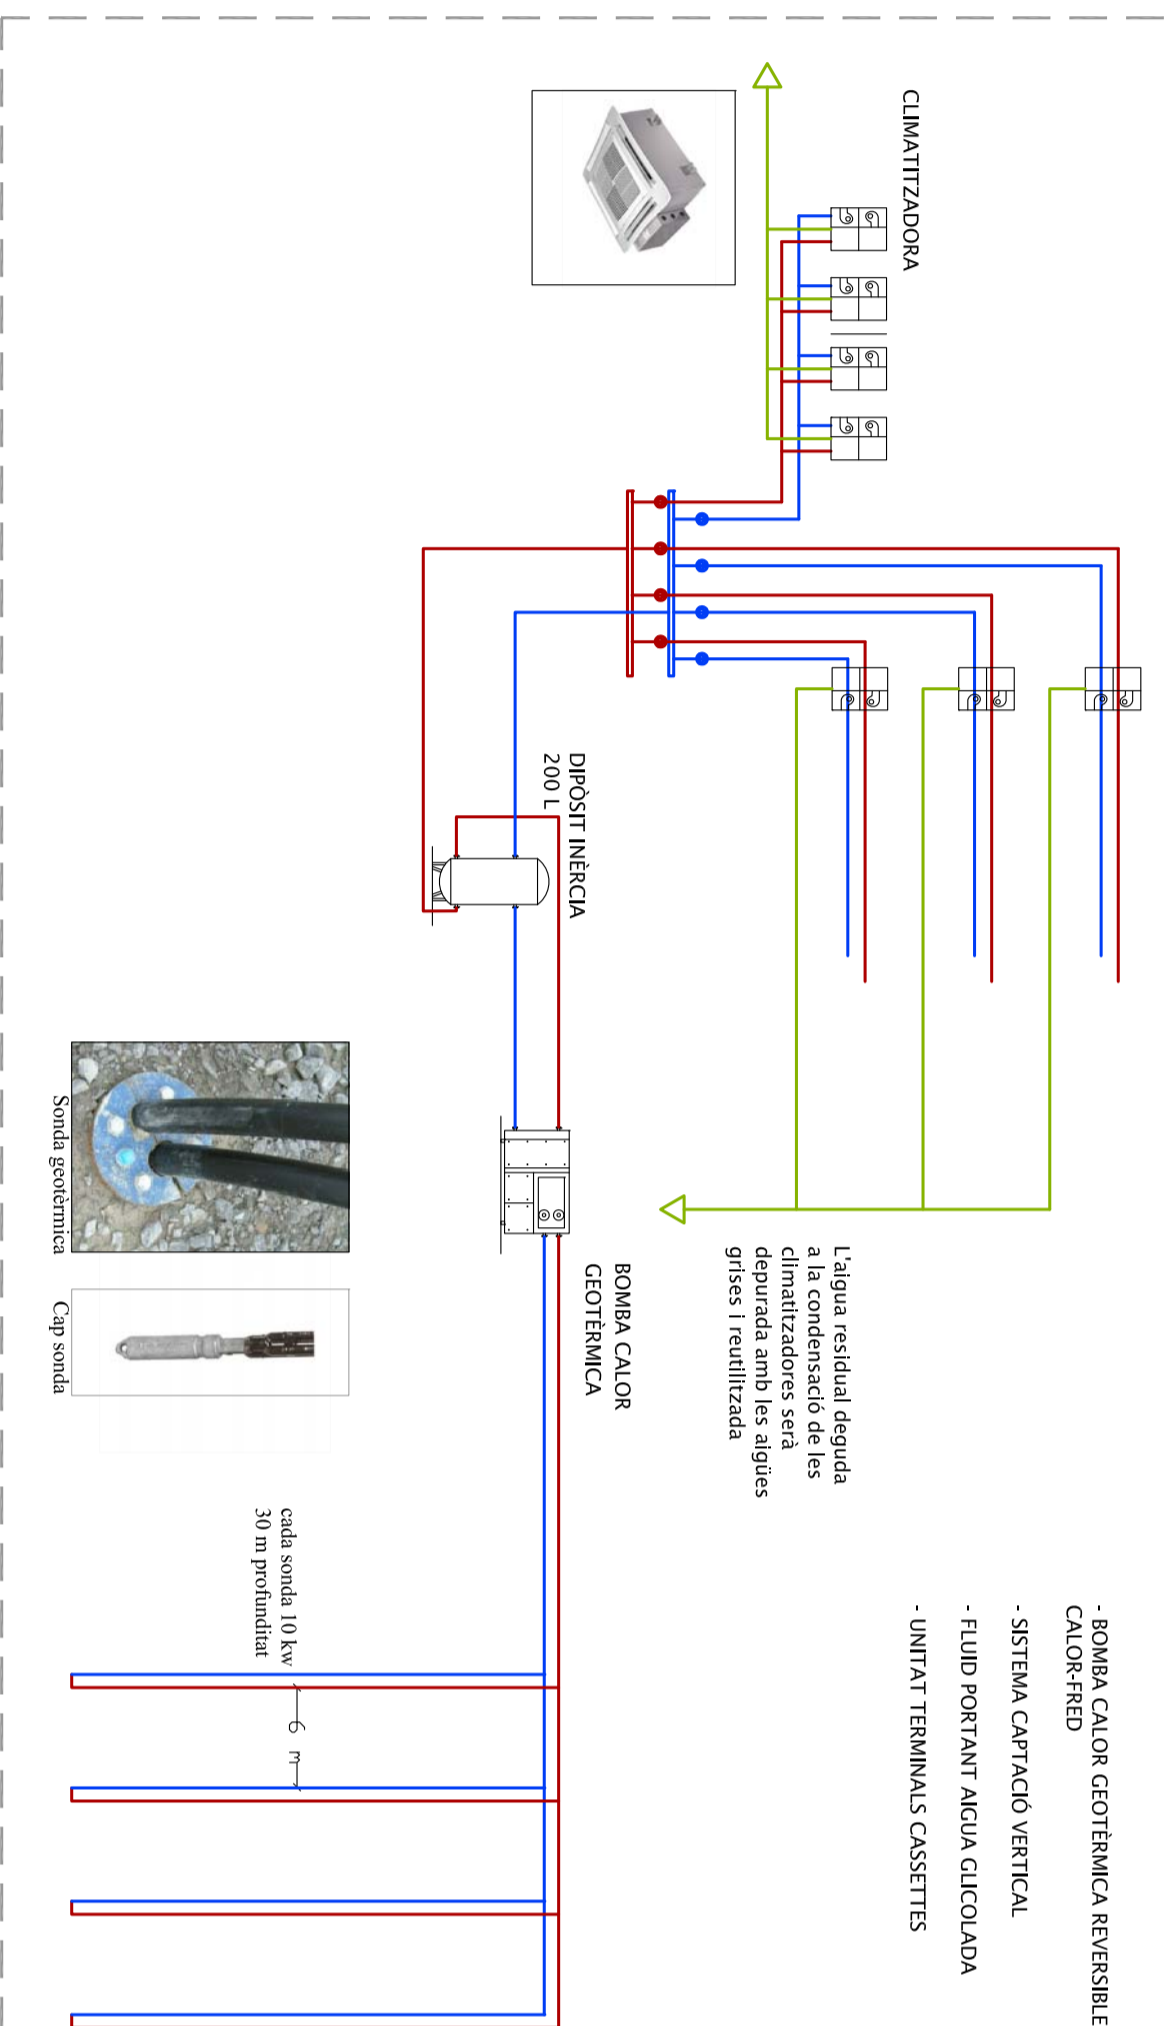 CLIMATITZADORA
DIPÒSIT INÈRCIA
200 L
BOMBA CALOR
GEOTÈRMICA
L'aigua residual deguda
a la condensació de les
climatitzadores serà
depurada amb les aigües
grises i reutilitzada
- BOMBA CALOR GEOTÈRMICA REVERSIBLE
CALOR-FRED
- SISTEMA CAPTACIÓ VERTICAL
- FLUID PORTANT AIGUA GLICOLADA
- UNITAT TERMINALS CASSETTES
cada sonda 10 kw
30 m profunditat
6 m
Sonda geotèrmica
Cap sonda